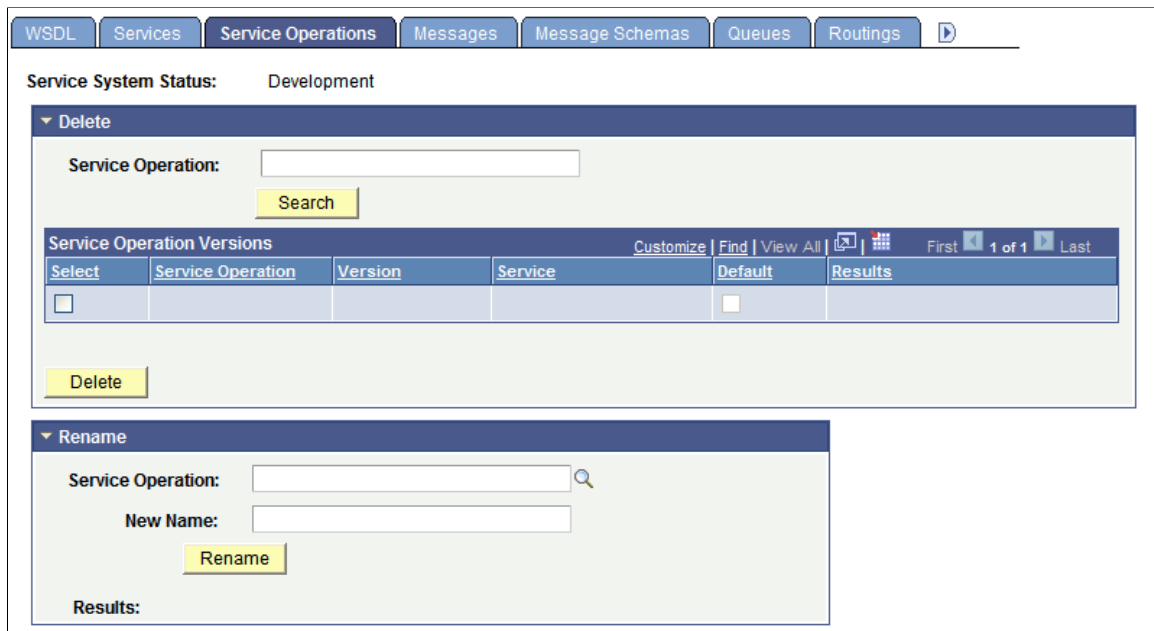 WSDL Services Service Operations Messages Message Schemas Queues Routings
Service System Status: Development
Delete
Service Operation:
Search
Service Operation Versions Customize | Find | View All | | First 1 of 1 Last
Select Service Operation Version Service Default Results
Delete
Rename
Service Operation:
New Name:
Rename
Results: